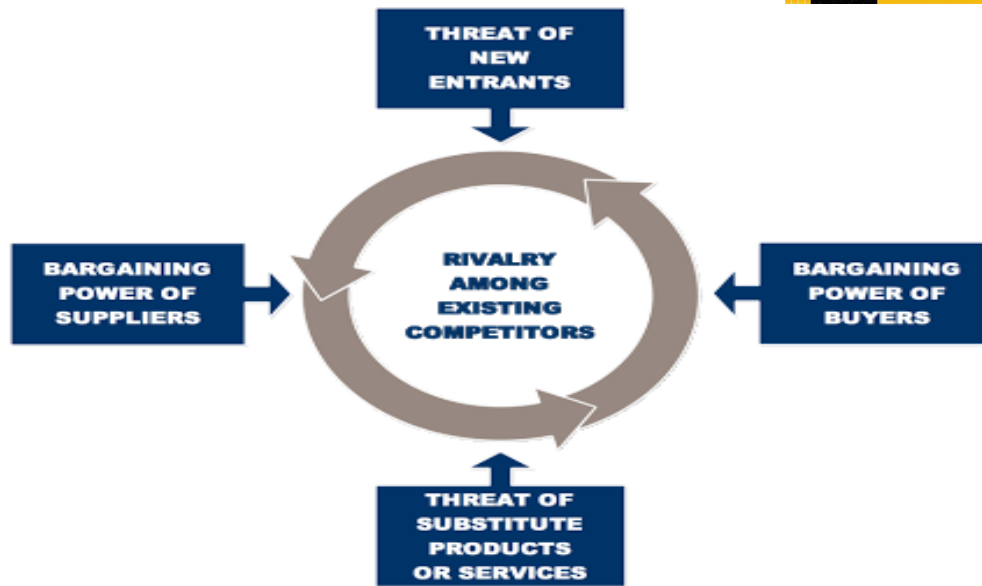 THREAT OF
NEW
ENTRANTS
BARGAINING
POWER OF
SUPPLIERS
RIVALRY
AMONG
EXISTING
COMPETITORS
BARGAINING
POWER OF
BUYERS
THREAT OF
SUBSTITUTE
PRODUCTS
OR SERVICES